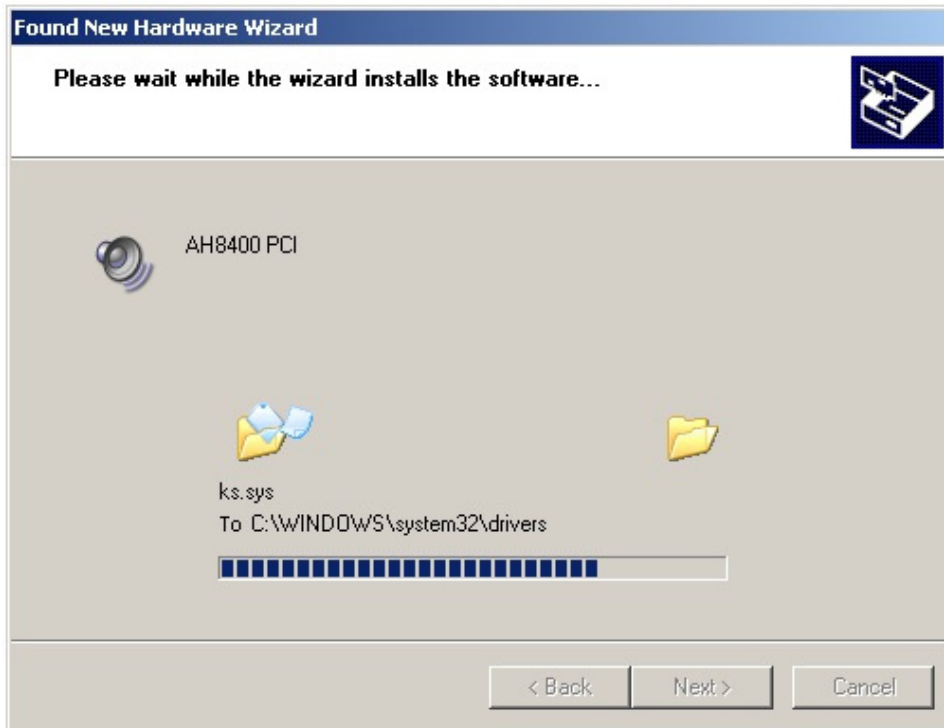 Found New Hardware Wizard
Please wait while the wizard installs the software...
AH8400 PCI
ks.sys
To C:\WINDOWS\system32\drivers
< Back
Next >
Cancel